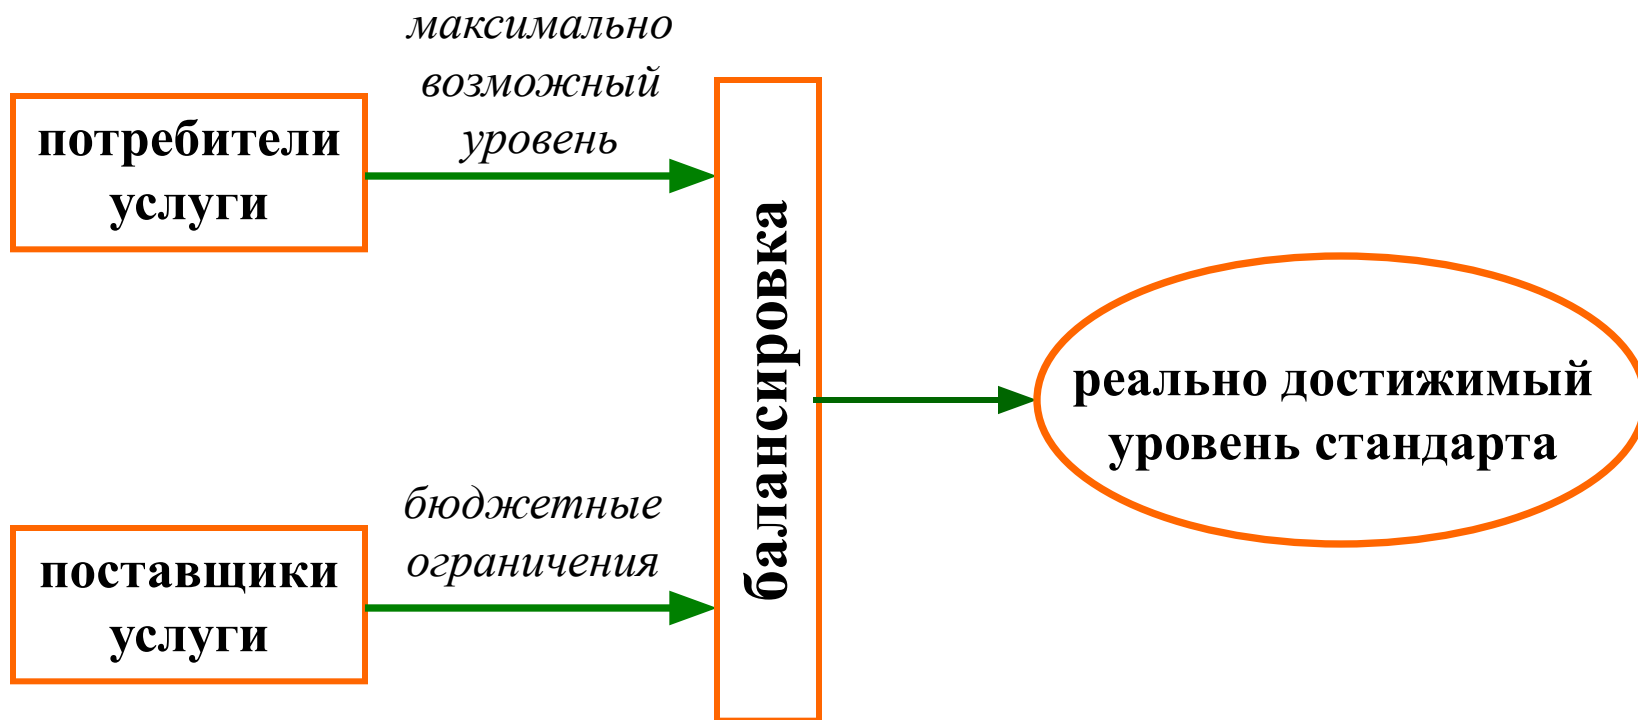 максимально
возможный
уровень
потребители
услуги
балансировка
реально достижимый
уровень стандарта
бюджетные
ограничения
поставщики
услуги